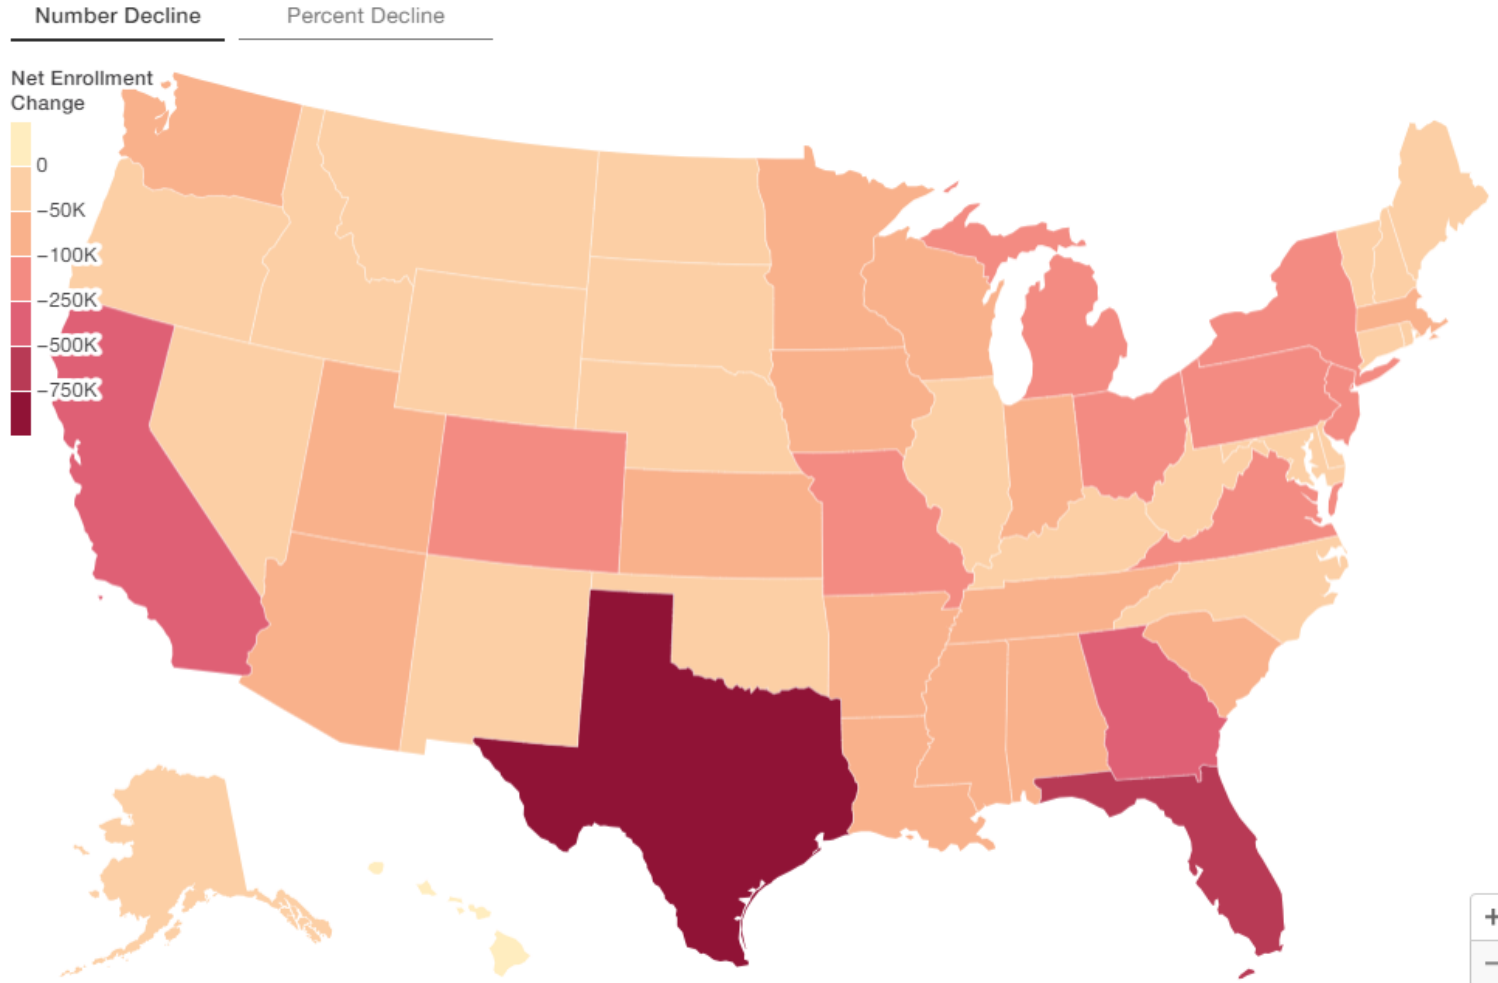 Number Decline
Percent Decline
Net Enrollment
Change
0
−50K
−100K
−250K
−500K
−750K
+
−